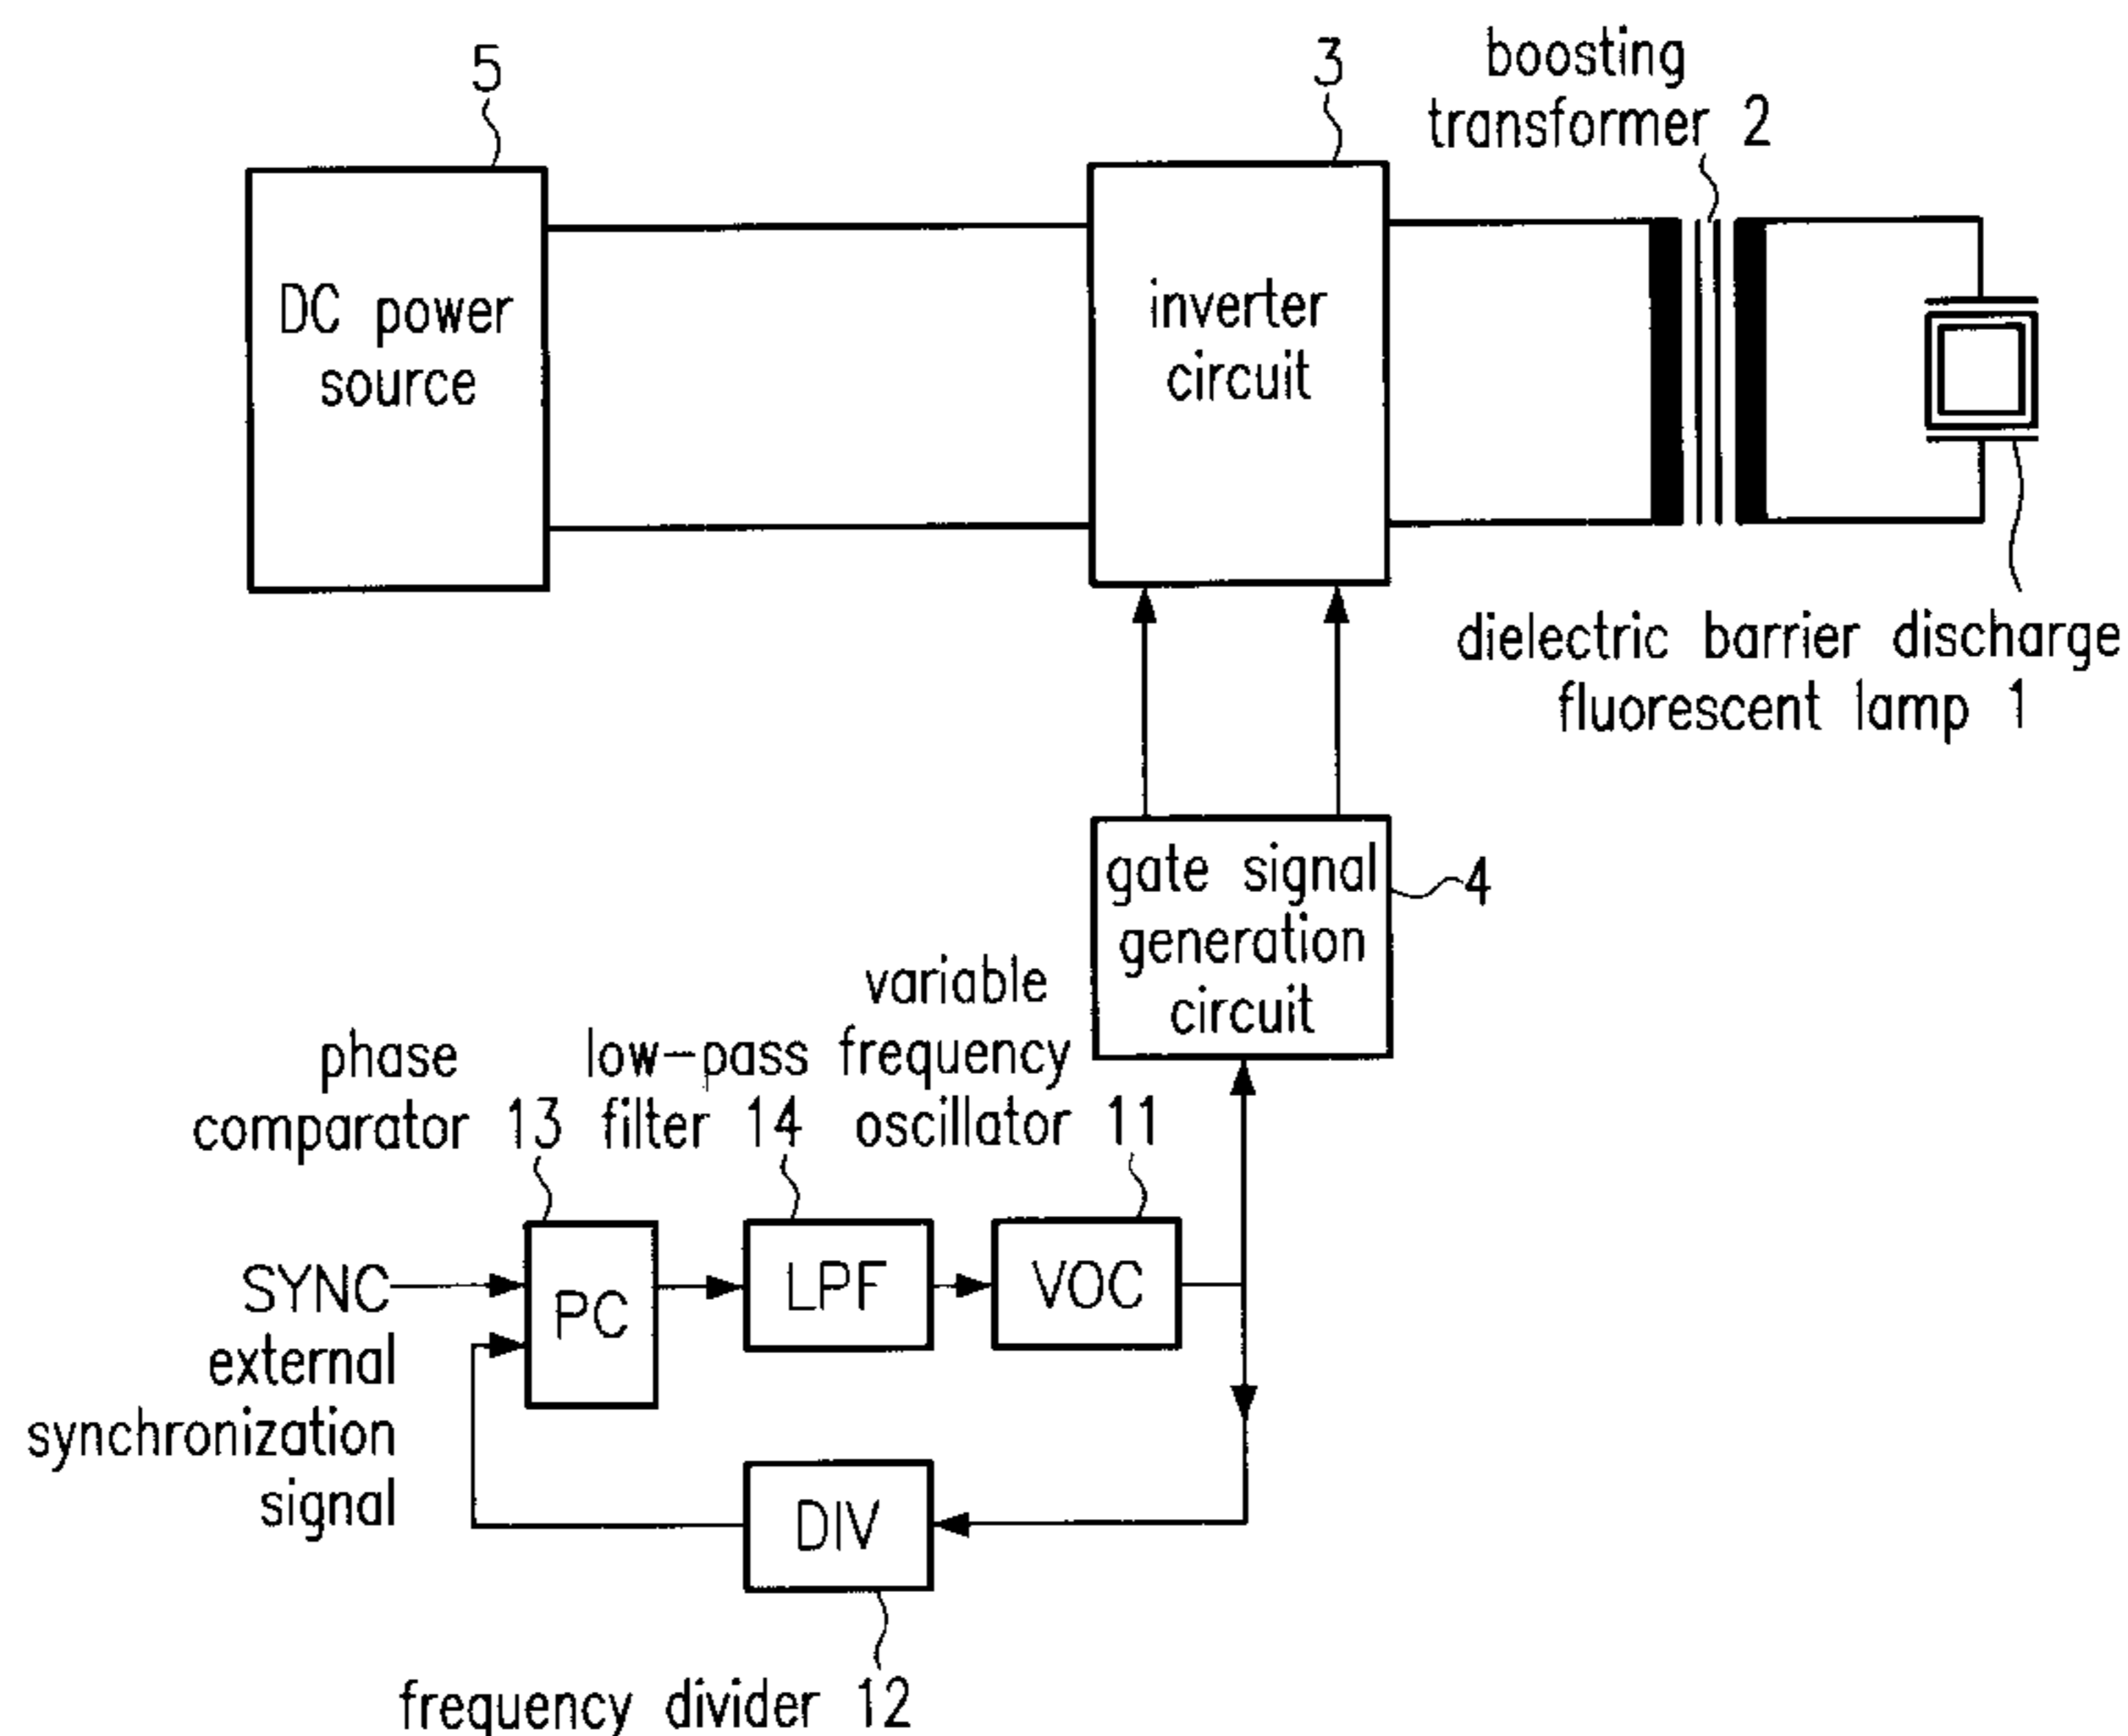 5
3
boosting
transformer 2
DC power
source
inverter
circuit
dielectric barrier discharge
fluorescent lamp 1
gate signal
generation
circuit
4
variable
frequency
oscillator 11
phase
comparator 13
low-pass
filter 14
SYNC
external
synchronization
signal
PC
LPF
VOC
DIV
frequency divider 12